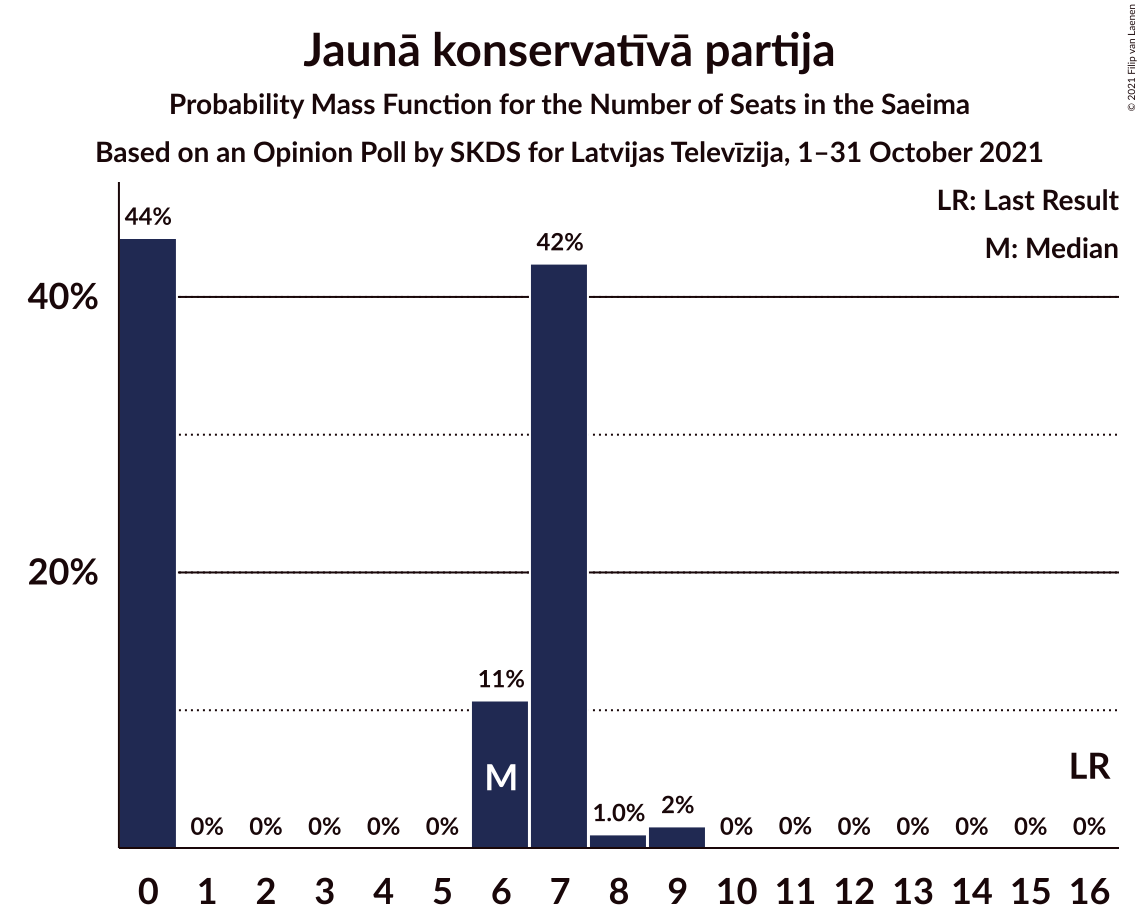 Jaunā konservatīvā partija
Probability Mass Function for the Number of Seats in the Saeima
Based on an Opinion Poll by SKDS for Latvijas Televīzija, 1–31 October 2021
© 2021 Filip van Laenen
LR: Last Result
M: Median
44%
42%
40%
20%
11%
M
LR
0%
0%
0%
0%
0%
1.0%
2%
0%
0%
0%
0%
0%
0%
0%
0 1 2 3 4 5 6 7 8 9 10 11 12 13 14 15 16